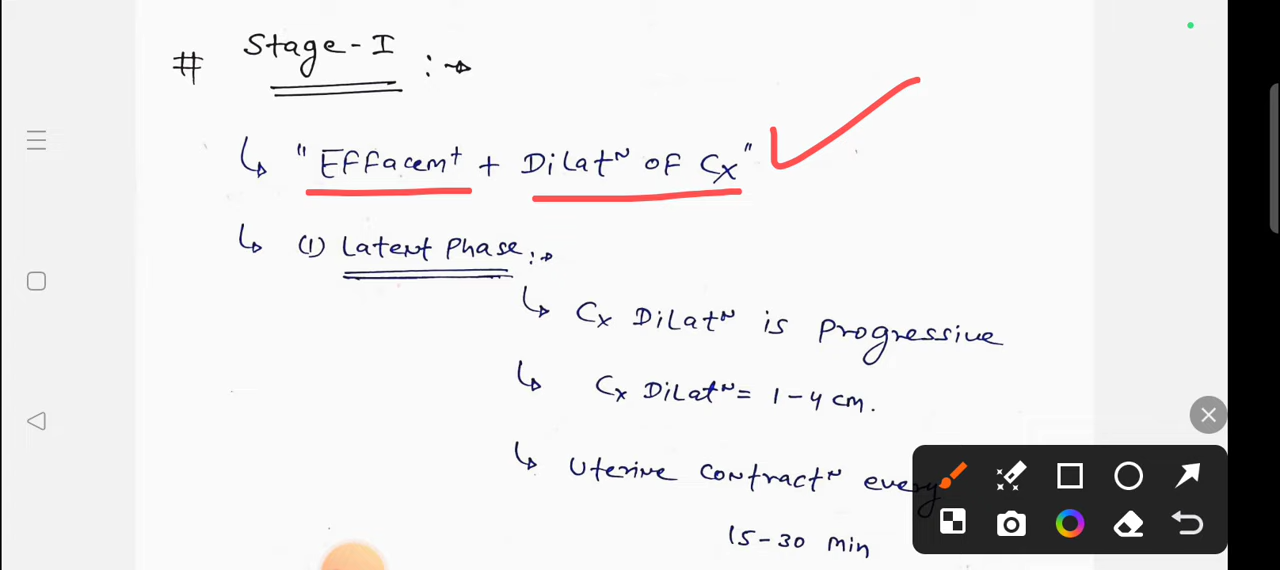 # Stage-I :→
↳ "Effacemt + Dilatn of Cx"
↳ (1) Latent Phase :→
↳ Cx Dilatn is Progressive
↳ Cx Dilatn = 1-4 cm.
↳ Uterine contractn every
15-30 min